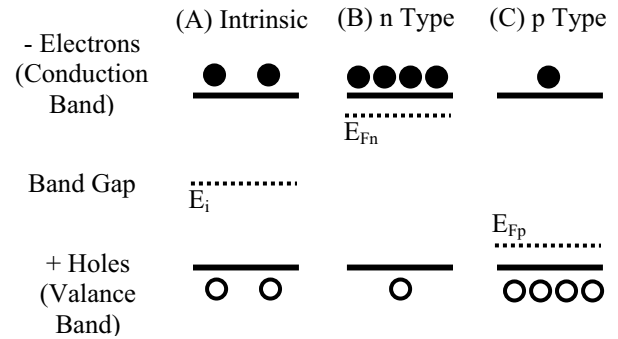 (A) Intrinsic (B) n Type (C) p Type
- Electrons
(Conduction
Band)
E_Fn
Band Gap
E_i
E_Fp
+ Holes
(Valance
Band)